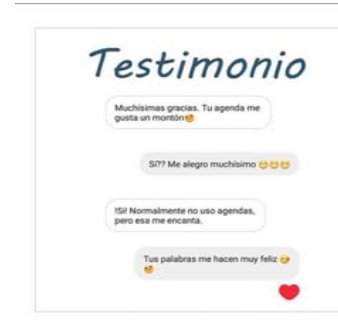 Testimonio
Muchísimas gracias. Tu agenda me
gusta un montón🥰
Sí?? Me alegro muchísimo 😊😊😊
!Si! Normalmente no uso agendas,
pero esa me encanta.
Tus palabras me hacen muy feliz 🥹
🥰